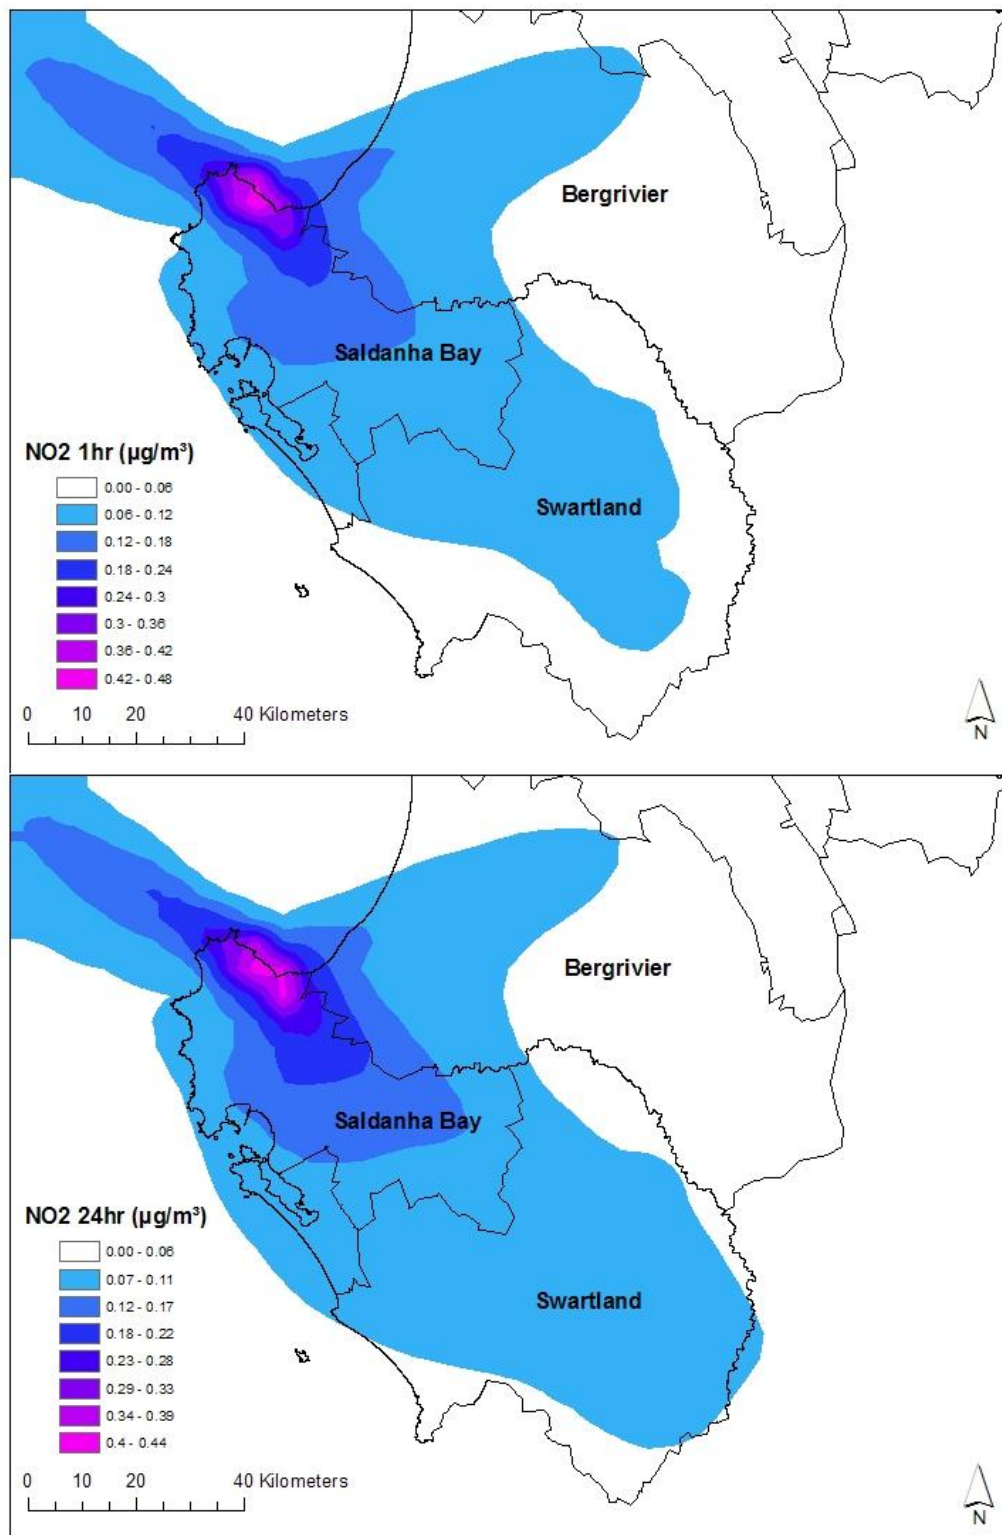 Bergrivier
Saldanha Bay
NO2 1hr (µg/m³)
0.00 - 0.06
0.06 - 0.12
Swartland
0.12 - 0.18
0.18 - 0.24
0.24 - 0.3
0.3 - 0.36
0.36 - 0.42
0.42 - 0.48
0 10 20 40 Kilometers
N
Bergrivier
Saldanha Bay
NO2 24hr (µg/m³)
0.00 - 0.06
0.07 - 0.11
Swartland
0.12 - 0.17
0.18 - 0.22
0.23 - 0.28
0.29 - 0.33
0.34 - 0.39
0.4 - 0.44
0 10 20 40 Kilometers
N